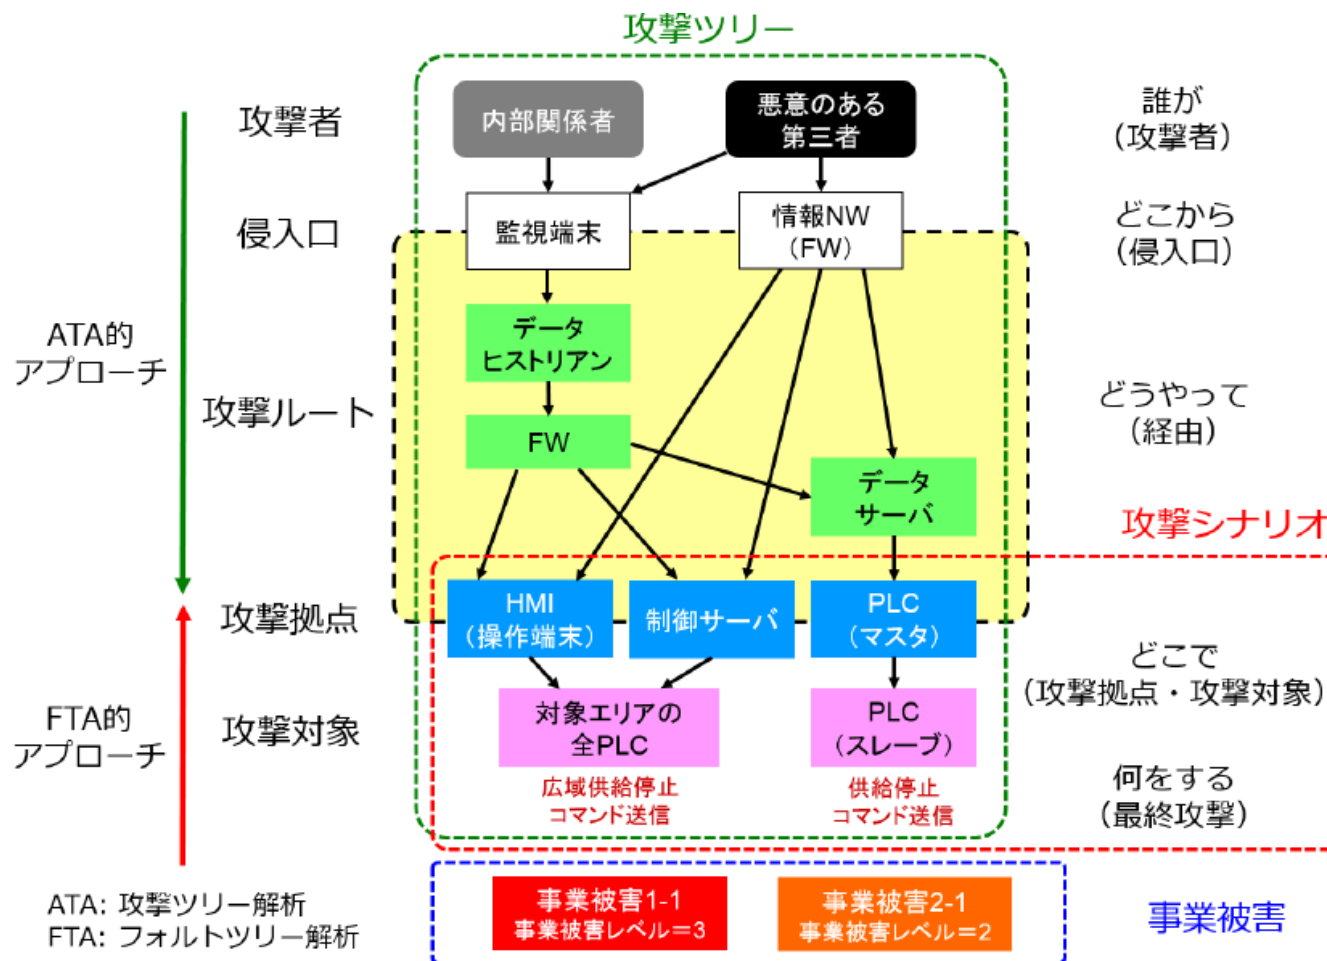 攻撃ツリー
攻撃者
内部関係者
悪意のある
第三者
誰が
（攻撃者）
侵入口
監視端末
情報NW
（FW）
どこから
（侵入口）
ATA的
アプローチ
データ
ヒストリアン
攻撃ルート
FW
どうやって
（経由）
データ
サーバ
攻撃シナリオ
攻撃拠点
HMI
（操作端末）
制御サーバ
PLC
（マスタ）
どこで
（攻撃拠点・攻撃対象）
FTA的
アプローチ
攻撃対象
対象エリアの
全PLC
PLC
（スレーブ）
広域供給停止
コマンド送信
供給停止
コマンド送信
何をする
（最終攻撃）
ATA: 攻撃ツリー解析
FTA: フォルトツリー解析
事業被害1-1
事業被害レベル＝3
事業被害2-1
事業被害レベル＝2
事業被害